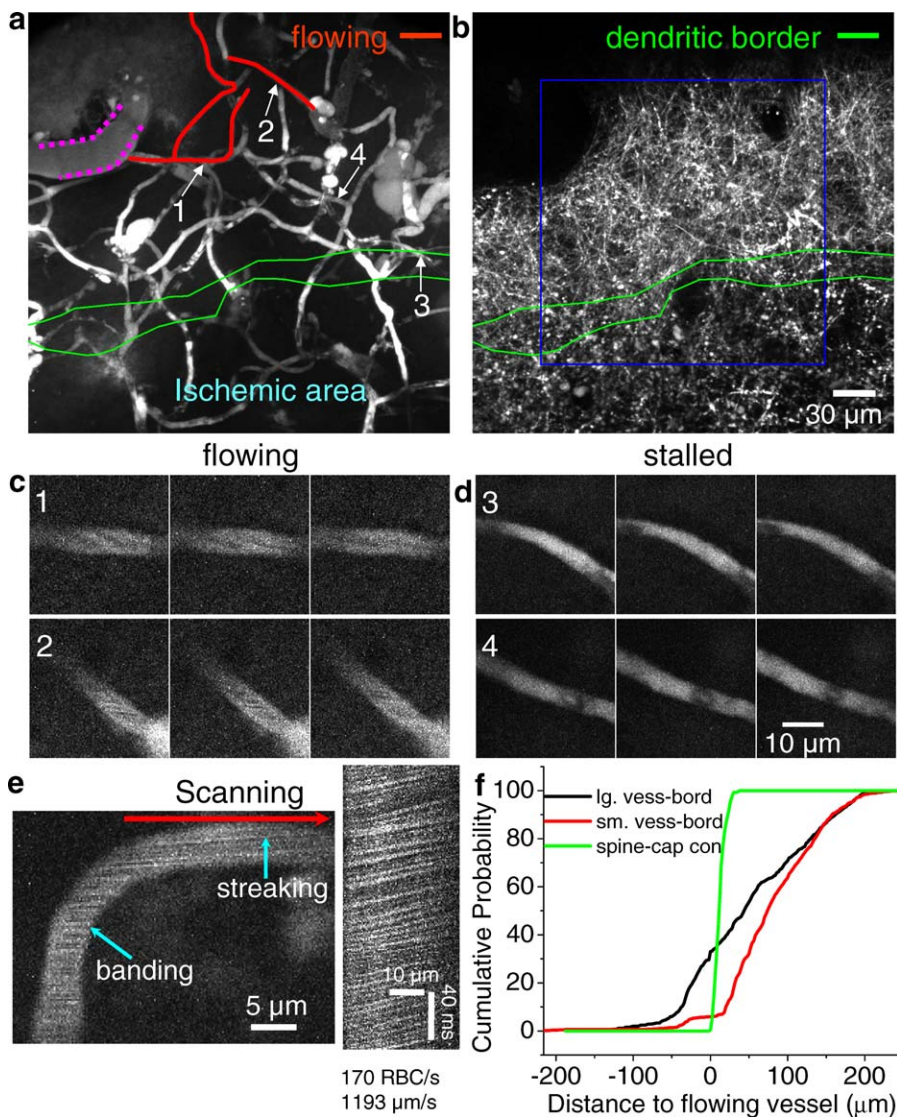 a
flowing
1
2
4
3
Ischemic area
b
dendritic border
30 µm
flowing
stalled
c
1
2
d
3
4
10 µm
e
Scanning
streaking
banding
5 µm
10 µm
40 ms
170 RBC/s
1193 µm/s
f
lg. vess-bord
sm. vess-bord
spine-cap con
Cumulative Probability
100
80
60
40
20
0
-200
-100
0
100
200
Distance to flowing vessel (µm)